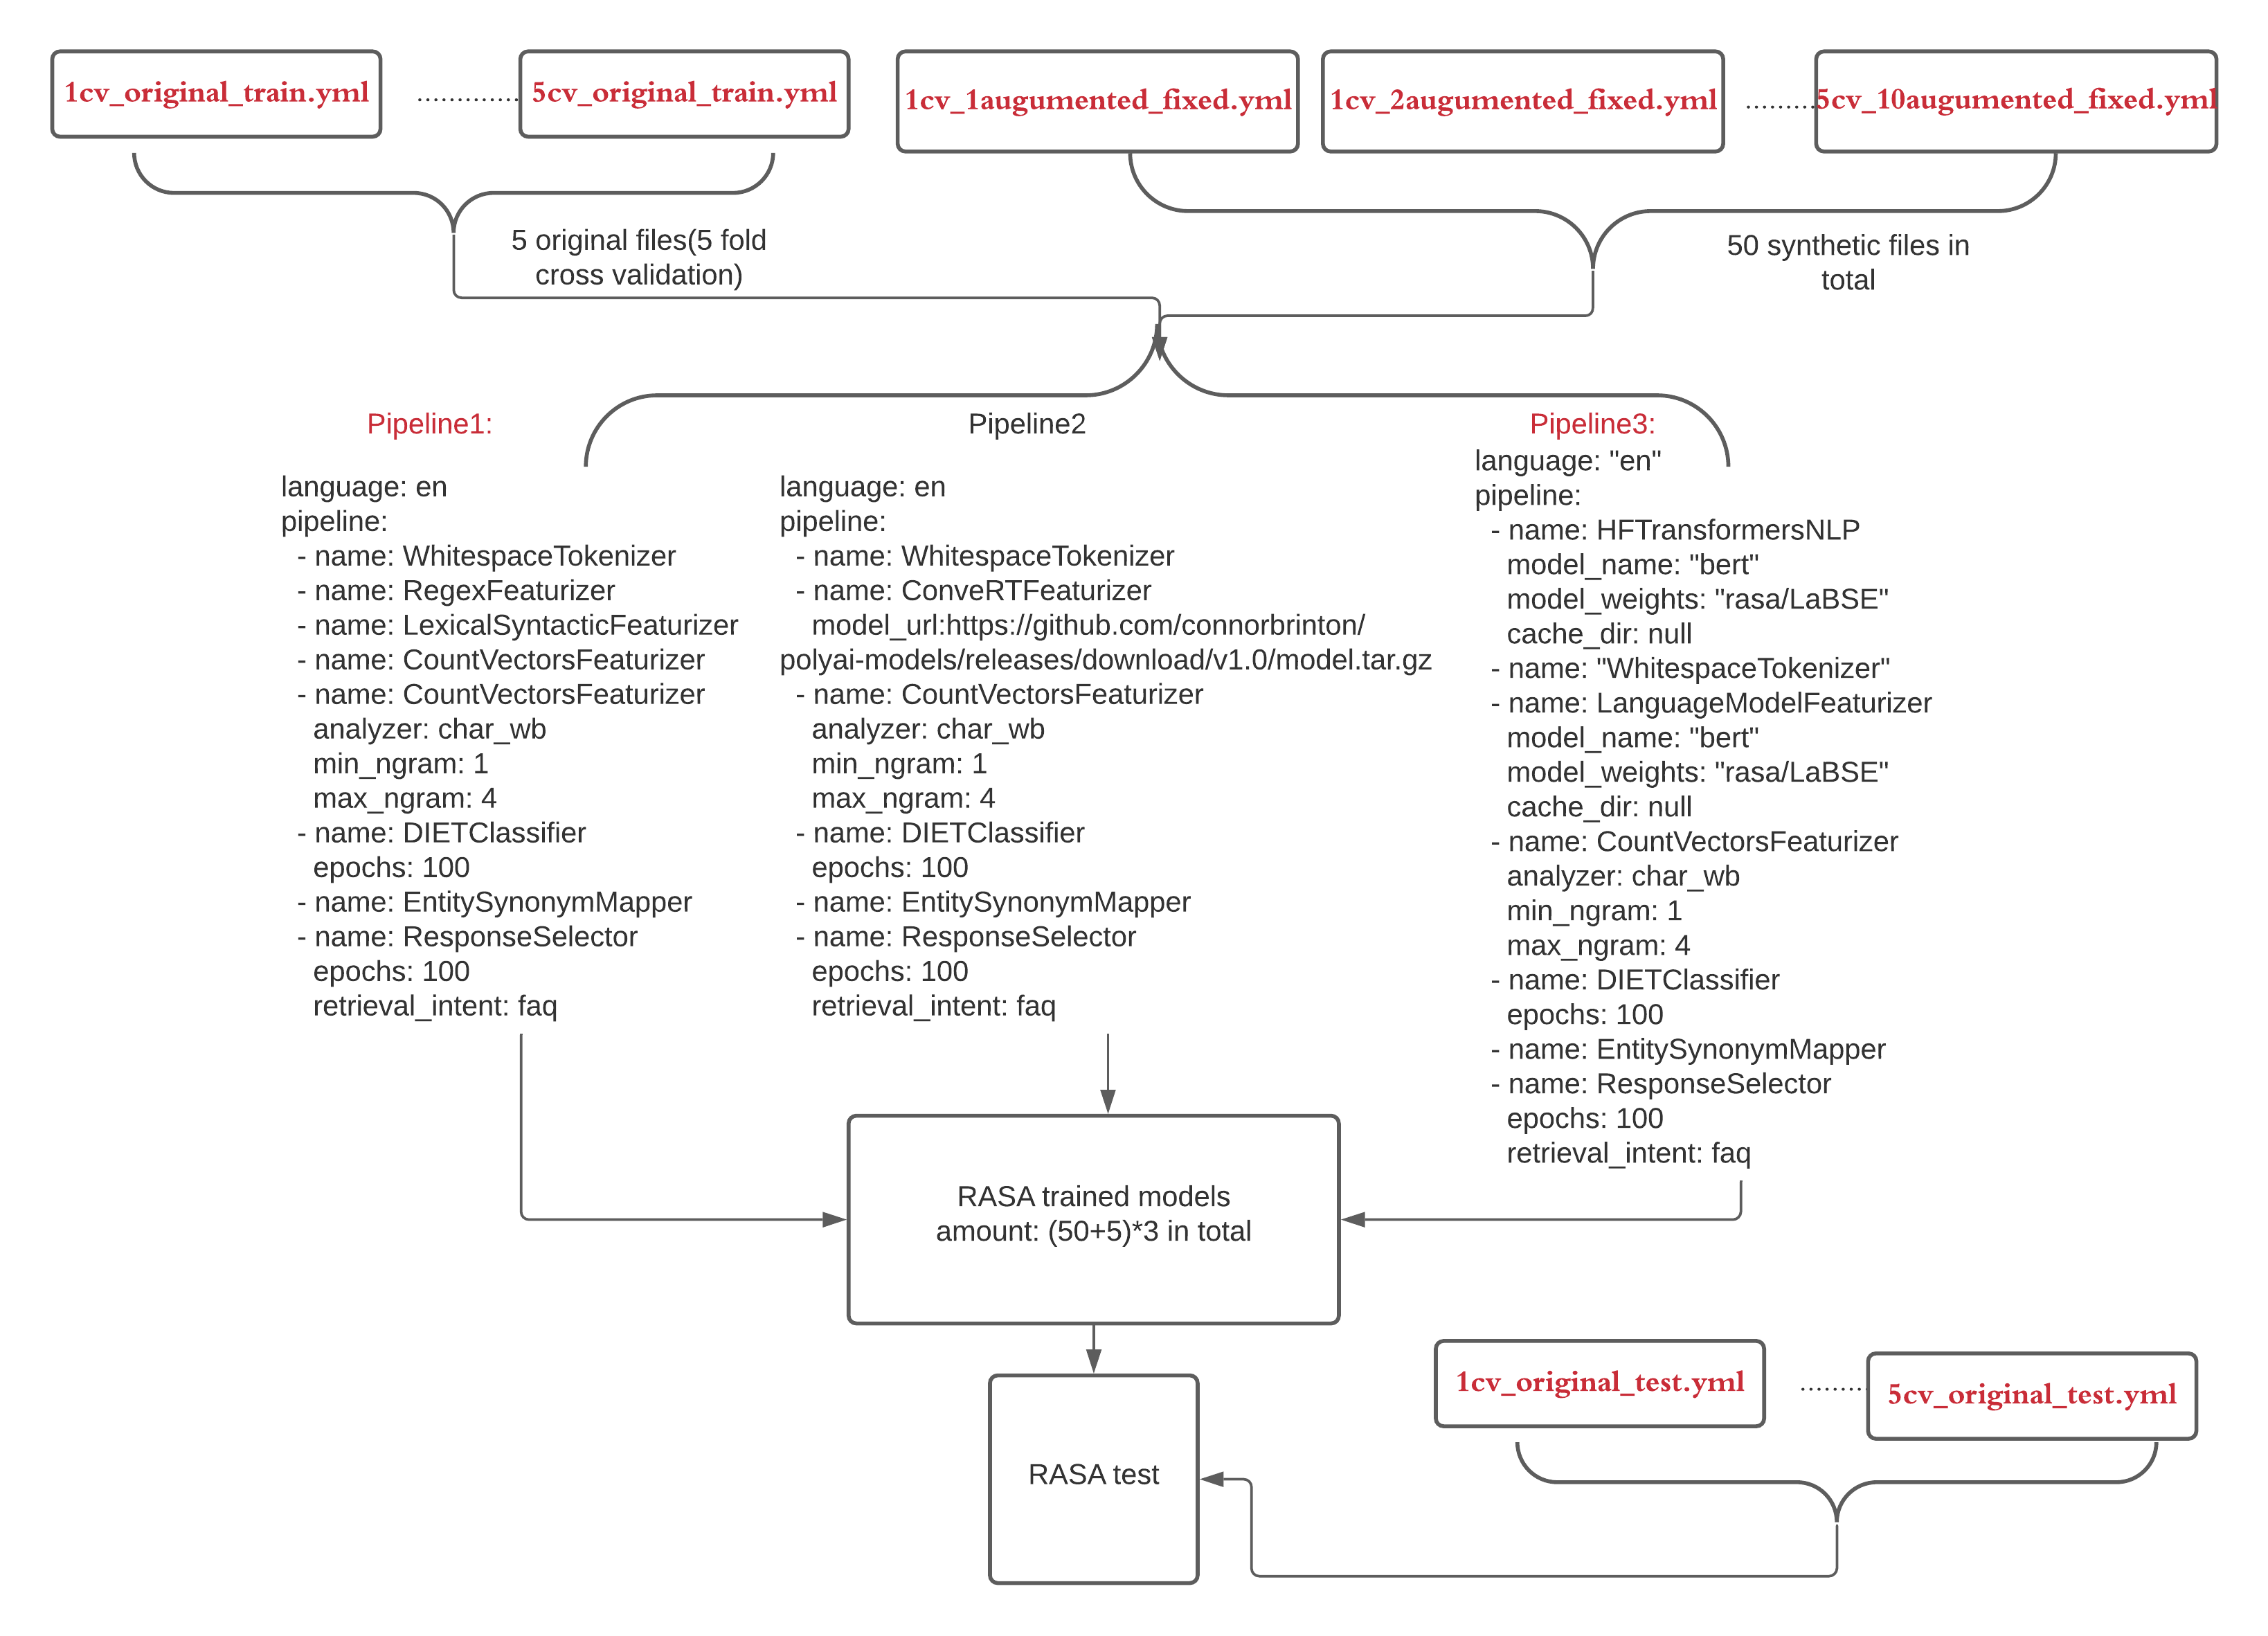 1cv_original_train.yml
5cv_original_train.yml
1cv_1augumented_fixed.yml
1cv_2augumented_fixed.yml
5cv_10augumented_fixed.yml
5 original files(5 fold
cross validation)
50 synthetic files in
total
Pipeline1:
language: en
pipeline:
- name: WhitespaceTokenizer
- name: RegexFeaturizer
- name: LexicalSyntacticFeaturizer
- name: CountVectorsFeaturizer
- name: CountVectorsFeaturizer
analyzer: char_wb
min_ngram: 1
max_ngram: 4
- name: DIETClassifier
epochs: 100
- name: EntitySynonymMapper
- name: ResponseSelector
epochs: 100
retrieval_intent: faq
Pipeline2
language: en
pipeline:
- name: WhitespaceTokenizer
- name: ConveRTFeaturizer
model_url:https://github.com/connorbrinton/
polyai-models/releases/download/v1.0/model.tar.gz
- name: CountVectorsFeaturizer
analyzer: char_wb
min_ngram: 1
max_ngram: 4
- name: DIETClassifier
epochs: 100
- name: EntitySynonymMapper
- name: ResponseSelector
epochs: 100
retrieval_intent: faq
Pipeline3:
language: "en"
pipeline:
- name: HFTransformersNLP
model_name: "bert"
model_weights: "rasa/LaBSE"
cache_dir: null
- name: "WhitespaceTokenizer"
- name: LanguageModelFeaturizer
model_name: "bert"
model_weights: "rasa/LaBSE"
cache_dir: null
- name: CountVectorsFeaturizer
analyzer: char_wb
min_ngram: 1
max_ngram: 4
- name: DIETClassifier
epochs: 100
- name: EntitySynonymMapper
- name: ResponseSelector
epochs: 100
retrieval_intent: faq
RASA trained models
amount: (50+5)*3 in total
RASA test
1cv_original_test.yml
5cv_original_test.yml